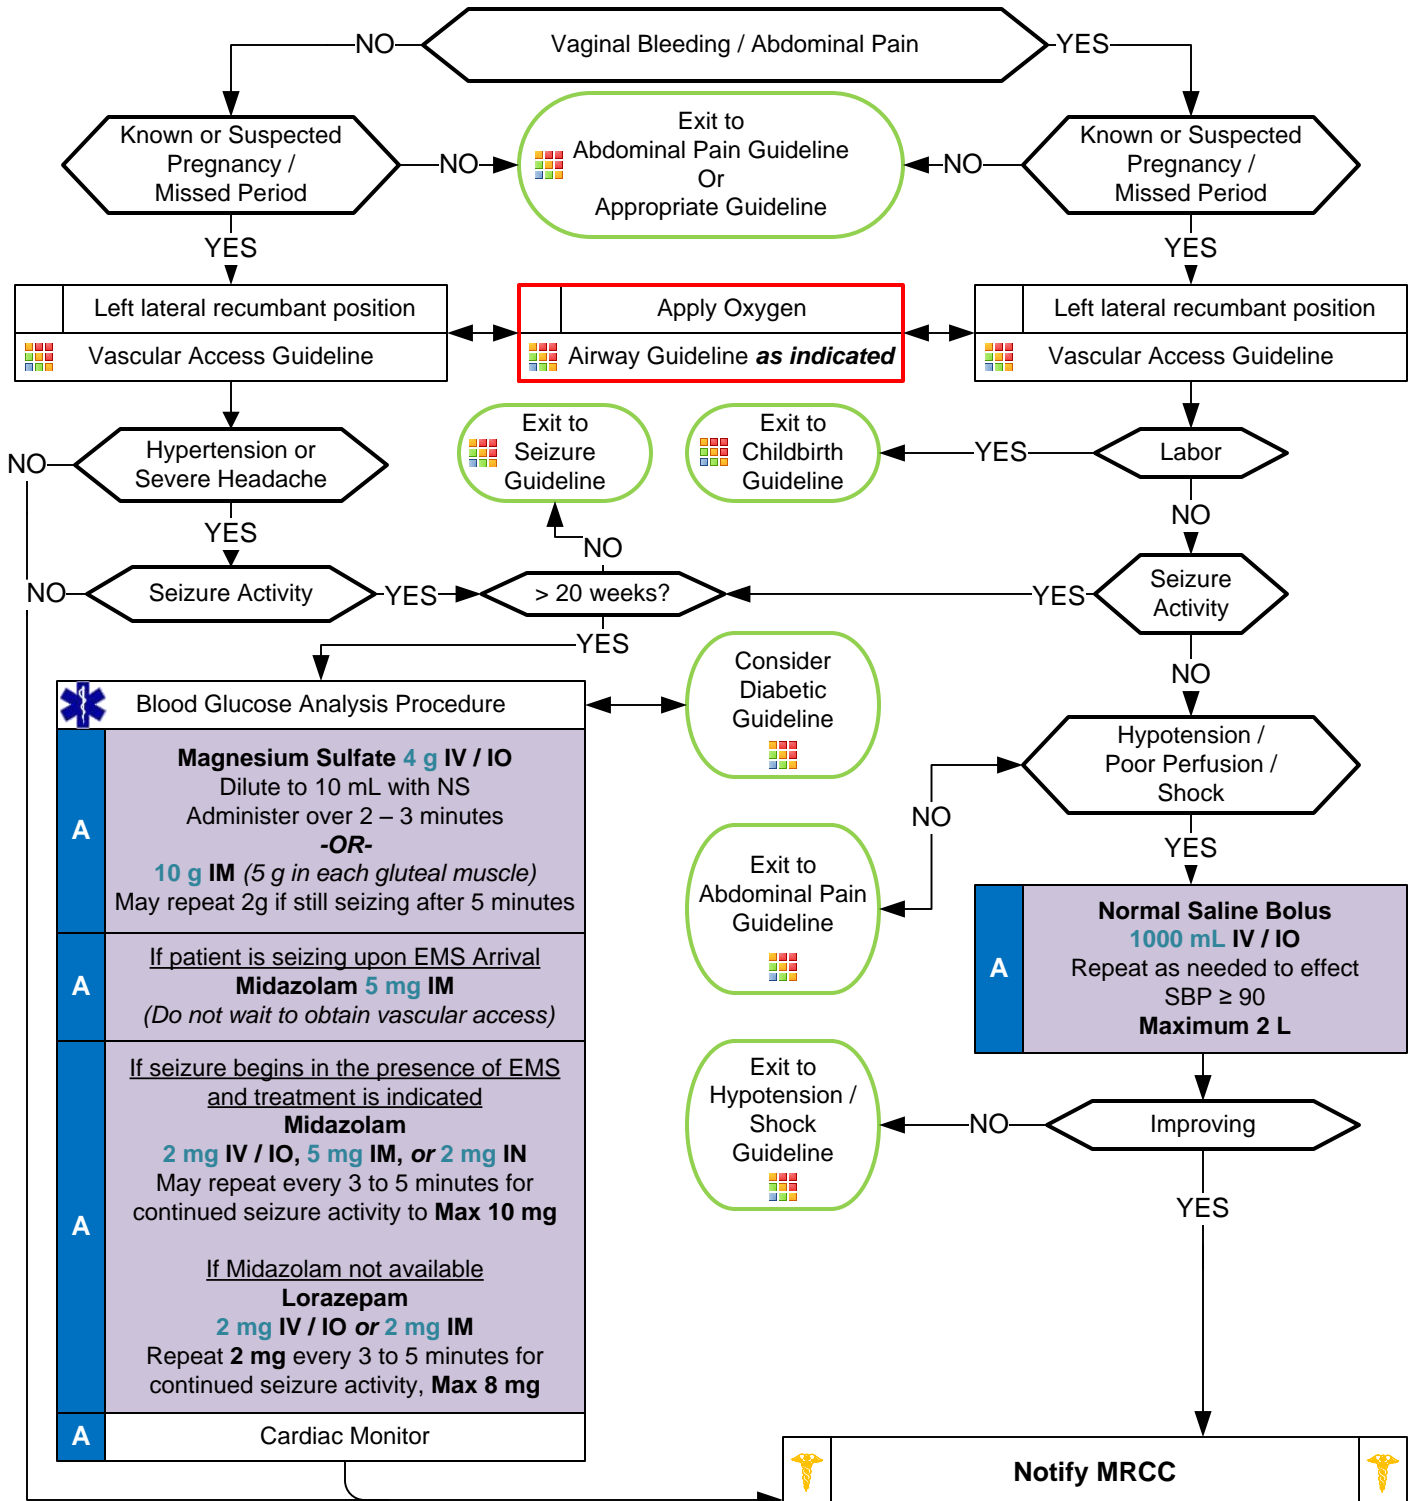 Vaginal Bleeding / Abdominal Pain
NO
YES
Known or Suspected
Pregnancy /
Missed Period
NO
Exit to
Abdominal Pain Guideline
Or
Appropriate Guideline
NO
Known or Suspected
Pregnancy /
Missed Period
YES
YES
Left lateral recumbant position
Vascular Access Guideline
Apply Oxygen
Airway Guideline as indicated
Left lateral recumbant position
Vascular Access Guideline
NO
Hypertension or
Severe Headache
Exit to
Seizure
Guideline
Exit to
Childbirth
Guideline
YES
Labor
YES
NO
NO
NO
Seizure Activity
YES
> 20 weeks?
YES
Seizure
Activity
YES
NO
Blood Glucose Analysis Procedure
Consider
Diabetic
Guideline
A
Magnesium Sulfate 4 g IV / IO
Dilute to 10 mL with NS
Administer over 2 – 3 minutes
-OR-
10 g IM (5 g in each gluteal muscle)
May repeat 2g if still seizing after 5 minutes
Hypotension /
Poor Perfusion /
Shock
NO
YES
Exit to
Abdominal Pain
Guideline
A
If patient is seizing upon EMS Arrival
Midazolam 5 mg IM
(Do not wait to obtain vascular access)
A
Normal Saline Bolus
1000 mL IV / IO
Repeat as needed to effect
SBP ≥ 90
Maximum 2 L
A
If seizure begins in the presence of EMS
and treatment is indicated
Midazolam
2 mg IV / IO, 5 mg IM, or 2 mg IN
May repeat every 3 to 5 minutes for
continued seizure activity to Max 10 mg
If Midazolam not available
Lorazepam
2 mg IV / IO or 2 mg IM
Repeat 2 mg every 3 to 5 minutes for
continued seizure activity, Max 8 mg
Exit to
Hypotension /
Shock
Guideline
NO
Improving
YES
A
Cardiac Monitor
Notify MRCC